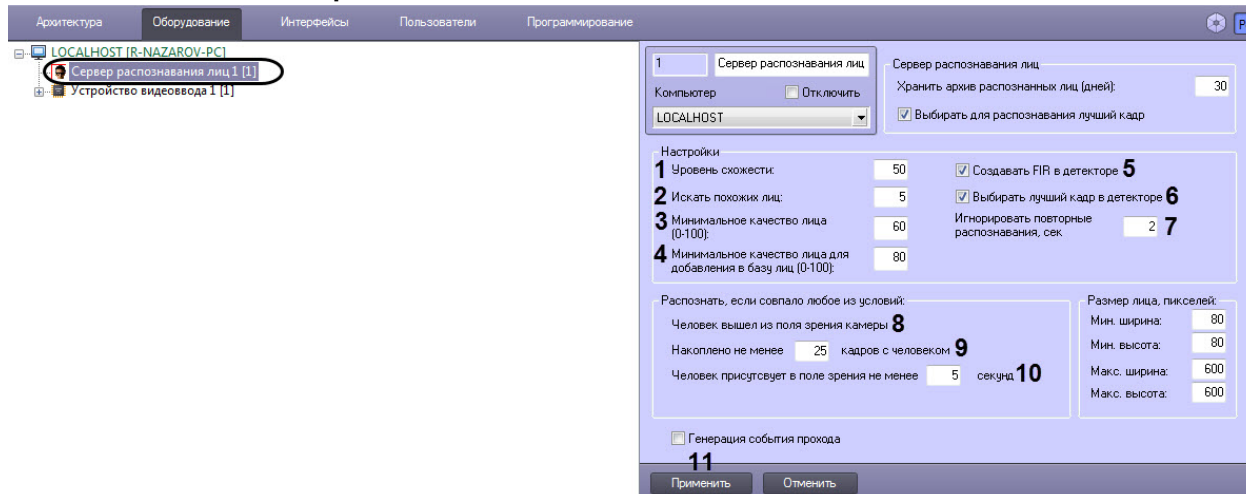 Архитектура Оборудование Интерфейсы Пользователи Программирование
LOCALHOST [R-NAZAROV-PC]
Сервер распознавания лиц 1 [1]
Устройство видеоввода 1 [1]
1 Сервер распознавания лиц
Компьютер Отключить
LOCALHOST
Сервер распознавания лиц
Хранить архив распознанных лиц (дней): 30
Выбирать для распознавания лучший кадр
Настройки
1 Уровень схожести: 50
2 Искать похожих лиц: 5
3 Минимальное качество лица
(0-100): 60
4 Минимальное качество лица для
добавления в базу лиц (0-100): 80
Создавать FIR в детекторе 5
Выбирать лучший кадр в детекторе 6
Игнорировать повторные
распознавания, сек 2 7
Распознать, если совпало любое из условий:
Человек вышел из поля зрения камеры 8
Накоплено не менее 25 кадров с человеком 9
Человек присутсвует в поле зрения не менее 5 секунд 10
Размер лица, пикселей:
Мин. ширина: 80
Мин. высота: 80
Макс. ширина: 600
Макс. высота: 600
Генерация события прохода
11
Применить Отменить